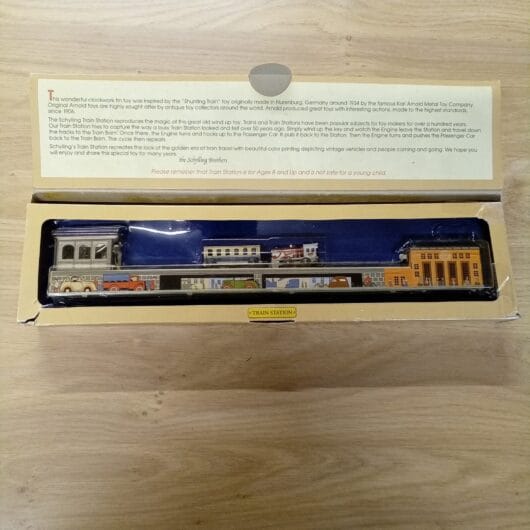 This wonderful clockwork tin toy was inspired by the "Shunting Train" toy originally made in Nuremburg, Germany around 1934 by the famous Karl Arnold Metal Toy Company.
Original Arnold toys are highly sought after by antique toy collectors around the world. Arnold produced great toys with interesting actions, made to the highest standards,
since 1906.
The Schylling Train Station reproduces the magic of this great old wind up toy. Trains and Train Stations have been popular subjects for toy makers for over a hundred years.
Our Train Station tries to capture the way a busy Train Station looked and felt over 50 years ago. Simply wind up the key and watch the Engine leave the Station and travel down
the tracks to the Train Barn. Once there, the Engine turns and hooks up to the Passenger Car & pulls it back to the Station. Then the Engine turns and pushes the Passenger Car
back to the Train Barn. The cycle then repeats.
Schylling's Train Station recreates the look of the golden era of train travel with beautiful color printing depicting vintage vehicles and people coming and going. We hope you
will enjoy and share this special toy for many years.
the Schylling Brothers
Please remember that Train Station is for Ages 8 and Up and is not safe for a young child.
TRAIN STATION